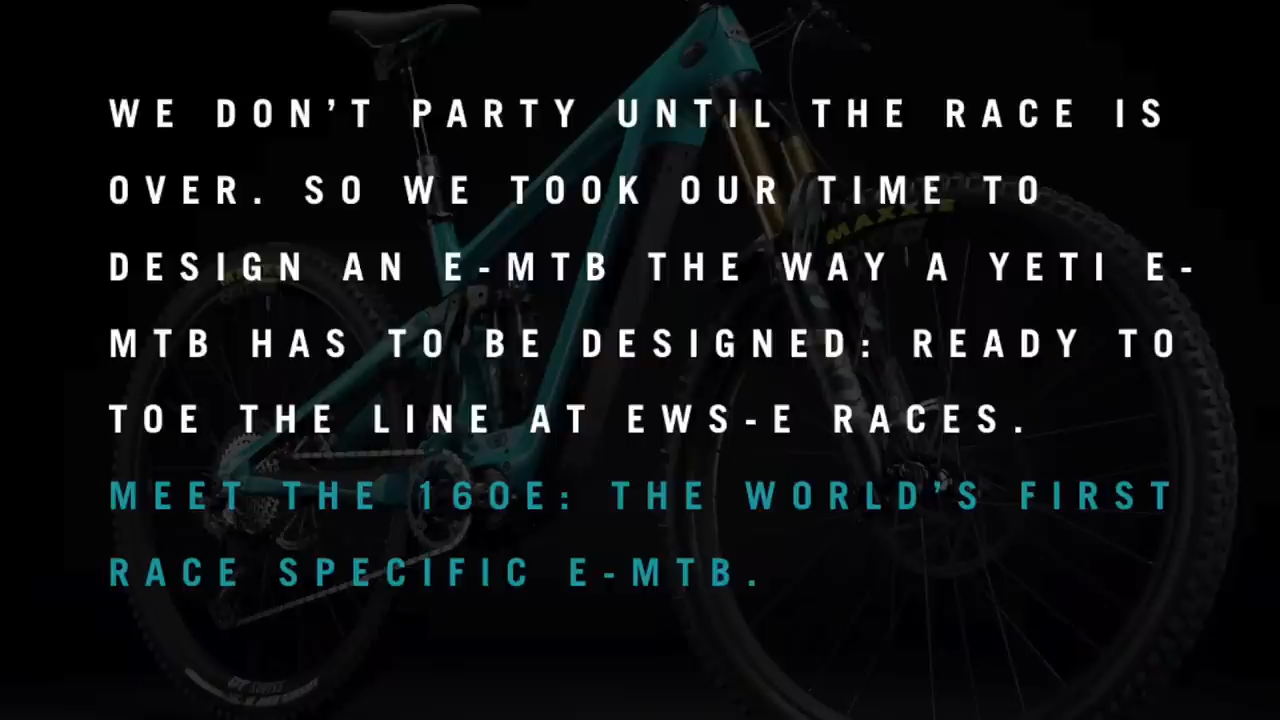 WE DON’T PARTY UNTIL THE RACE IS
OVER. SO WE TOOK OUR TIME TO
DESIGN AN E-MTB THE WAY A YETI E-
MTB HAS TO BE DESIGNED: READY TO
TOE THE LINE AT EWS-E RACES.
MEET THE 160E: THE WORLD’S FIRST
RACE SPECIFIC E-MTB.
MAXXIS